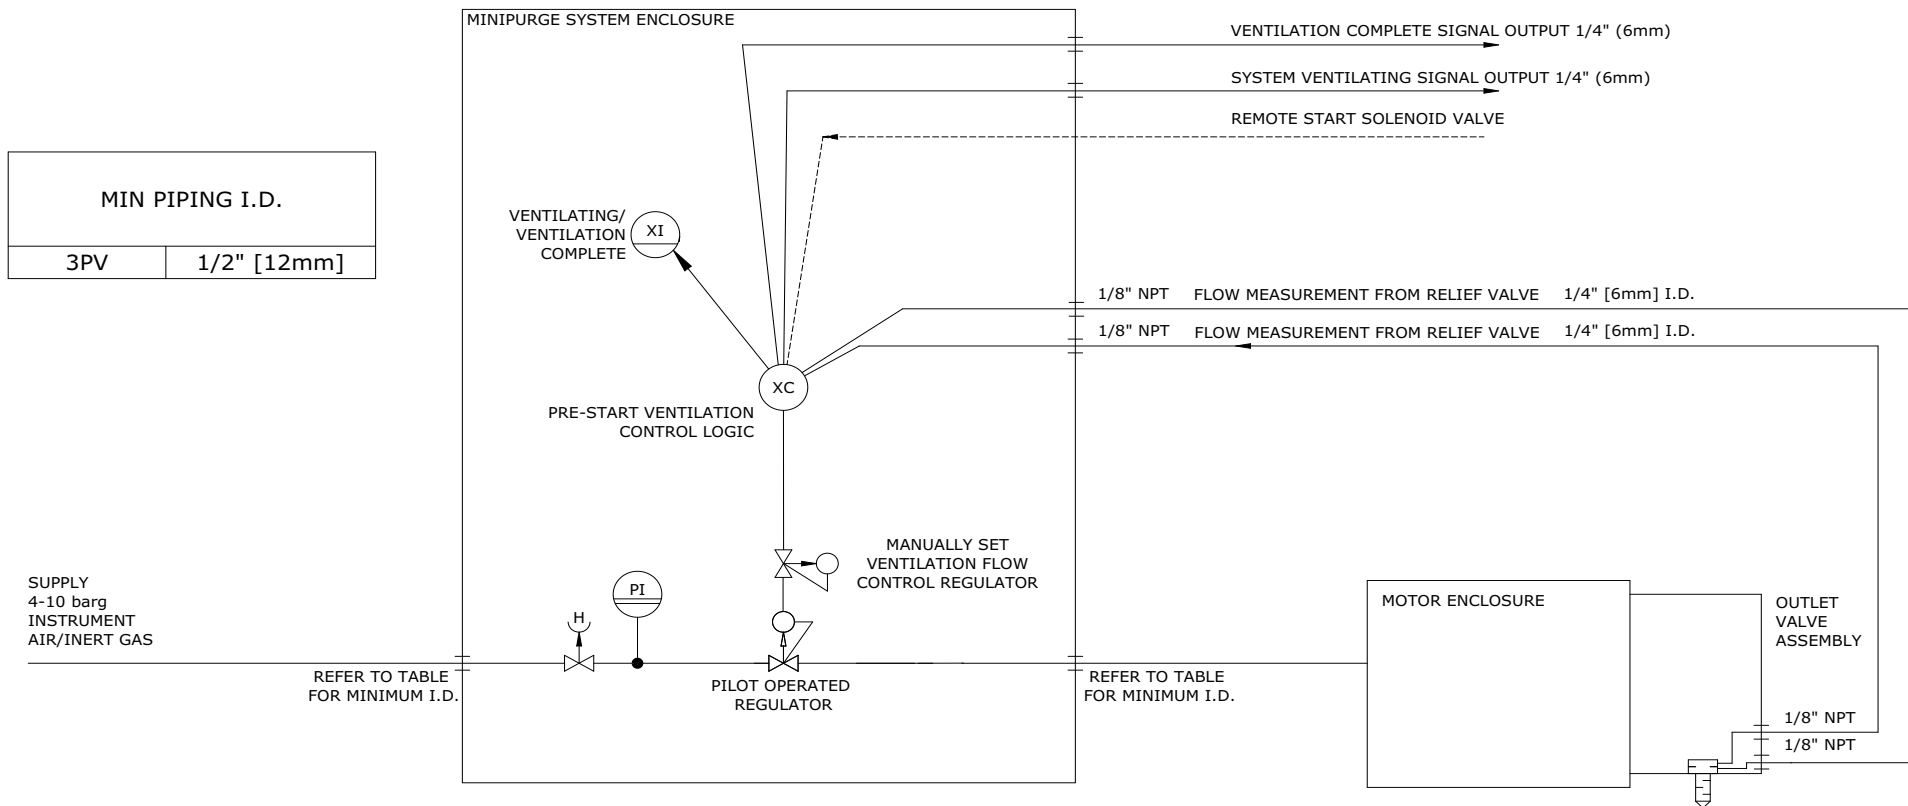 MINIPURGE SYSTEM ENCLOSURE
VENTILATION COMPLETE SIGNAL OUTPUT 1/4" (6mm)
SYSTEM VENTILATING SIGNAL OUTPUT 1/4" (6mm)
REMOTE START SOLENOID VALVE
MIN PIPING I.D.
3PV 1/2" [12mm]
VENTILATING/
VENTILATION
COMPLETE
XI
1/8" NPT FLOW MEASUREMENT FROM RELIEF VALVE 1/4" [6mm] I.D.
1/8" NPT FLOW MEASUREMENT FROM RELIEF VALVE 1/4" [6mm] I.D.
XC
PRE-START VENTILATION
CONTROL LOGIC
MANUALLY SET
VENTILATION FLOW
CONTROL REGULATOR
SUPPLY
4-10 barg
INSTRUMENT
AIR/INERT GAS
H
PI
REFER TO TABLE
FOR MINIMUM I.D.
PILOT OPERATED
REGULATOR
REFER TO TABLE
FOR MINIMUM I.D.
MOTOR ENCLOSURE
OUTLET
VALVE
ASSEMBLY
1/8" NPT
1/8" NPT